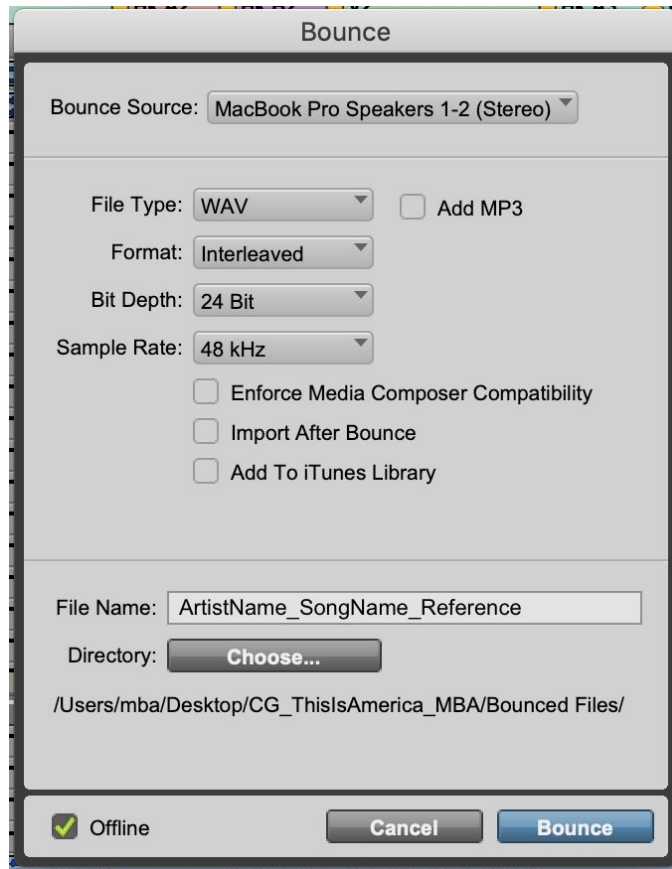 Bounce
Bounce Source: MacBook Pro Speakers 1-2 (Stereo)
File Type: WAV Add MP3
Format: Interleaved
Bit Depth: 24 Bit
Sample Rate: 48 kHz
Enforce Media Composer Compatibility
Import After Bounce
Add To iTunes Library
File Name: ArtistName_SongName_Reference
Directory: Choose...
/Users/mba/Desktop/CG_ThisIsAmerica_MBA/Bounced Files/
Offline Cancel Bounce